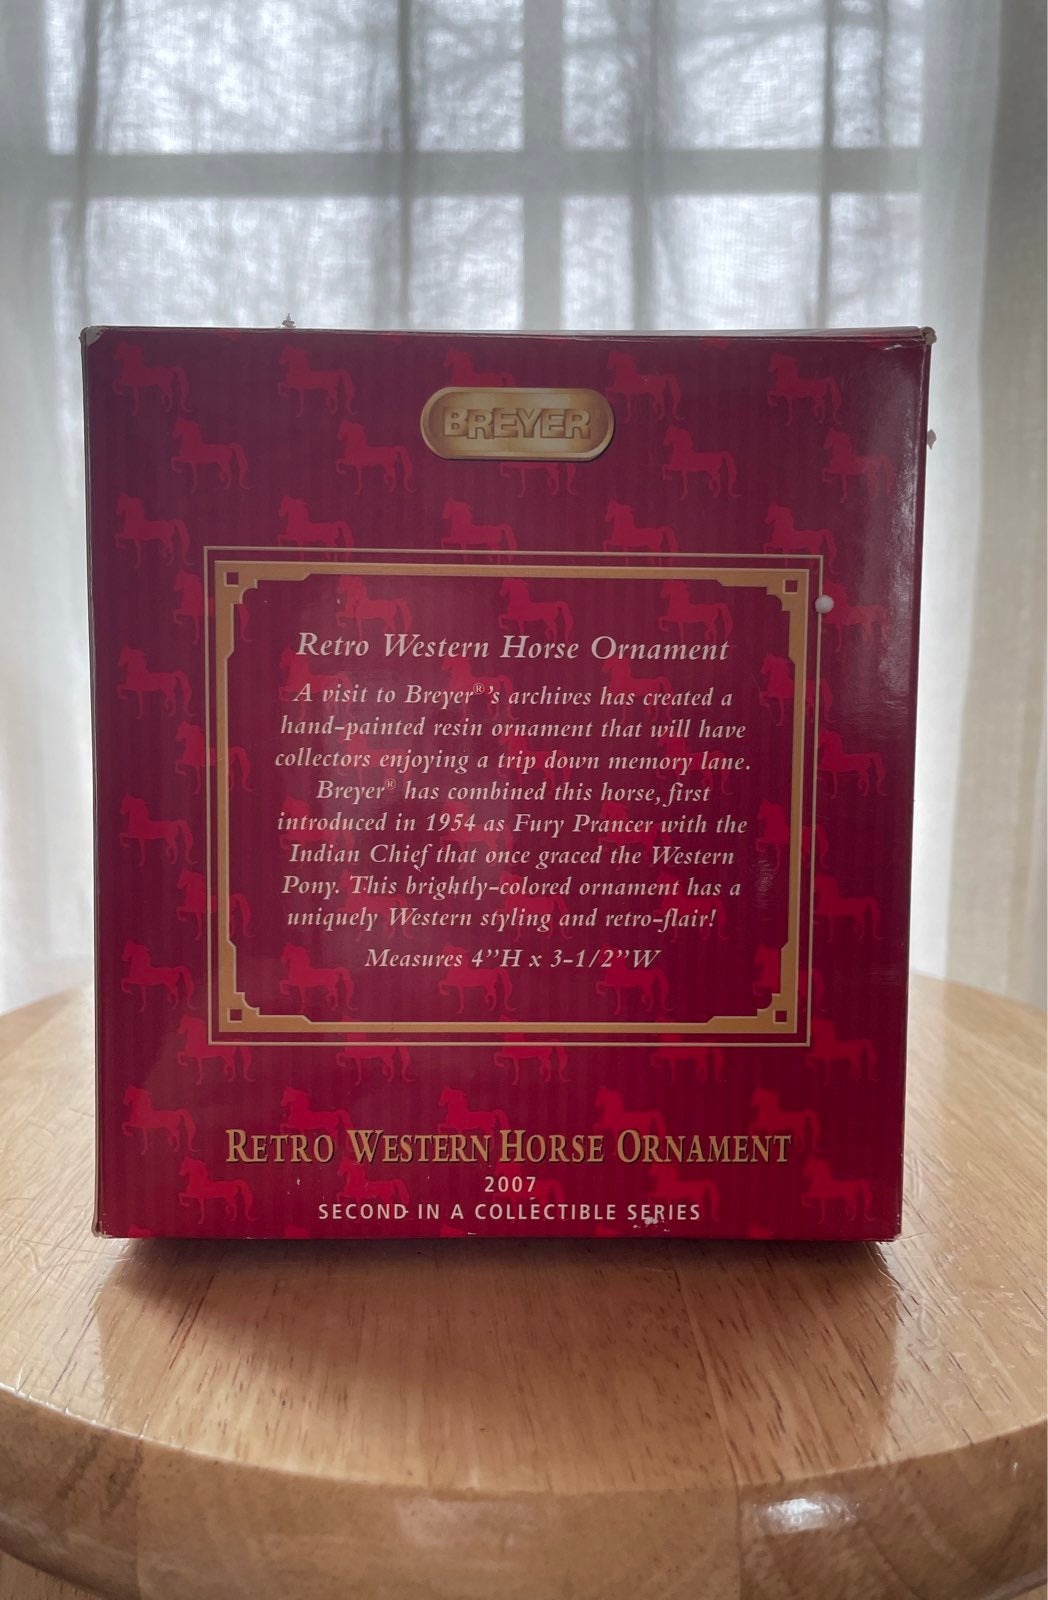 BREYER
Retro Western Horse Ornament
A visit to Breyer®'s archives has created a
hand-painted resin ornament that will have
collectors enjoying a trip down memory lane.
Breyer® has combined this horse, first
introduced in 1954 as Fury Prancer with the
Indian Chief that once graced the Western
Pony. This brightly-colored ornament has a
uniquely Western styling and retro-flair!
Measures 4"H x 3-1/2"W
RETRO WESTERN HORSE ORNAMENT
2007
SECOND IN A COLLECTIBLE SERIES